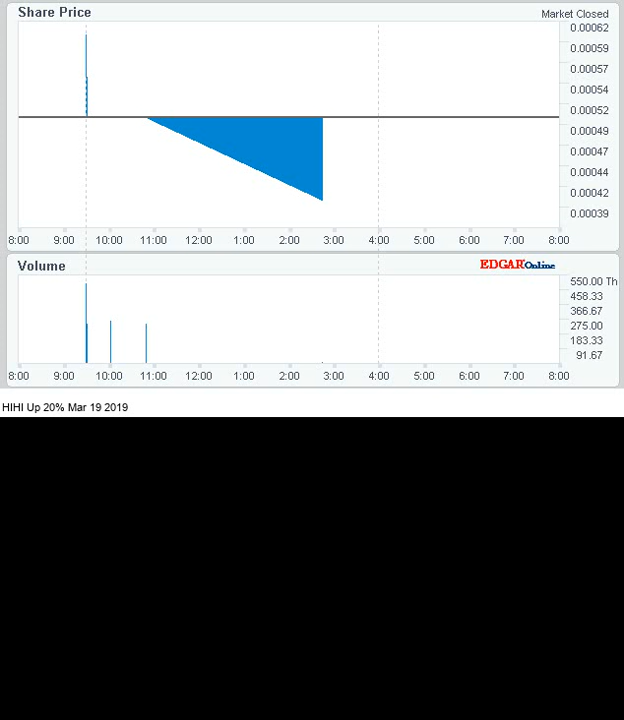 Share Price
Market Closed
0.00062
0.00059
0.00057
0.00054
0.00052
0.00049
0.00047
0.00044
0.00042
0.00039
8:00 9:00 10:00 11:00 12:00 1:00 2:00 3:00 4:00 5:00 6:00 7:00 8:00
Volume
EDGAROnline
550.00 Th
458.33
366.67
275.00
183.33
91.67
8:00 9:00 10:00 11:00 12:00 1:00 2:00 3:00 4:00 5:00 6:00 7:00 8:00
HIHI Up 20% Mar 19 2019